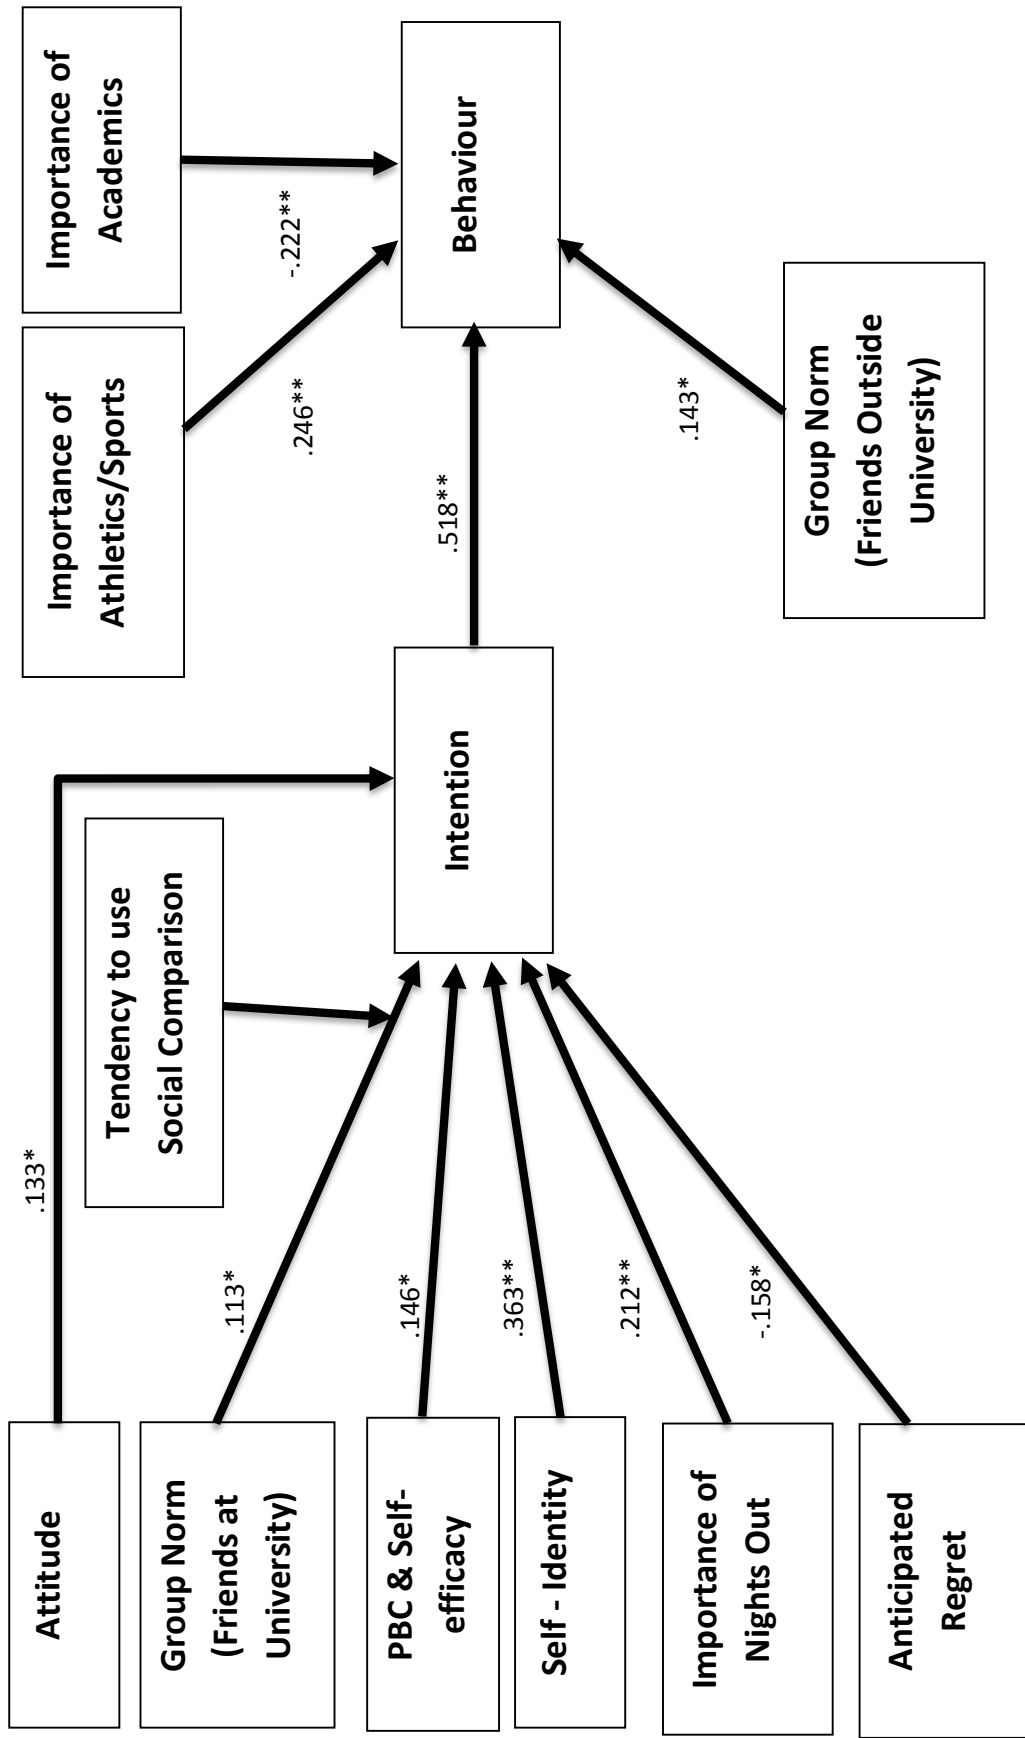 Attitude
Group Norm
(Friends at
University)
PBC & Self-
efficacy
Self - Identity
Importance of
Nights Out
Anticipated
Regret
.133*
.113*
.146*
.363**
.212**
-.158*
Tendency to use
Social Comparison
Intention
.518**
Importance of
Athletics/Sports
.246**
Importance of
Academics
-.222**
Behaviour
.143*
Group Norm
(Friends Outside
University)